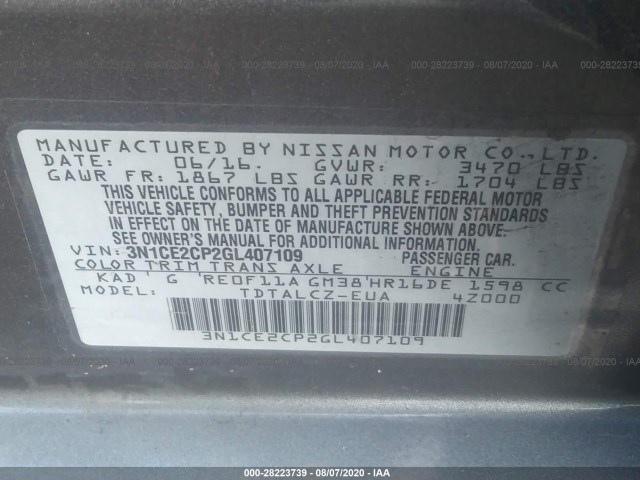 000-28223739 - 08/07/2020 - IAA
MANUFACTURED BY NISSAN MOTOR CO.,LTD.
DATE: 06/16. GVWR: 3470 LBS
GAWR FR: 1867 LBS GAWR RR: 1704 LBS
THIS VEHICLE CONFORMS TO ALL APPLICABLE FEDERAL MOTOR
VEHICLE SAFETY, BUMPER AND THEFT PREVENTION STANDARDS
IN EFFECT ON THE DATE OF MANUFACTURE SHOWN ABOVE.
SEE OWNER'S MANUAL FOR ADDITIONAL INFORMATION.
VIN: 3N1CE2CP2GL407109 PASSENGER CAR.
COLOR TRIM TRANS AXLE ENGINE
KAD G RE0F11A GM38 HR16DE 1598 CC
MODEL: TDTALCZ-EUA 4Z000
3N1CE2CP2GL407109
000-28223739 - 08/07/2020 - IAA